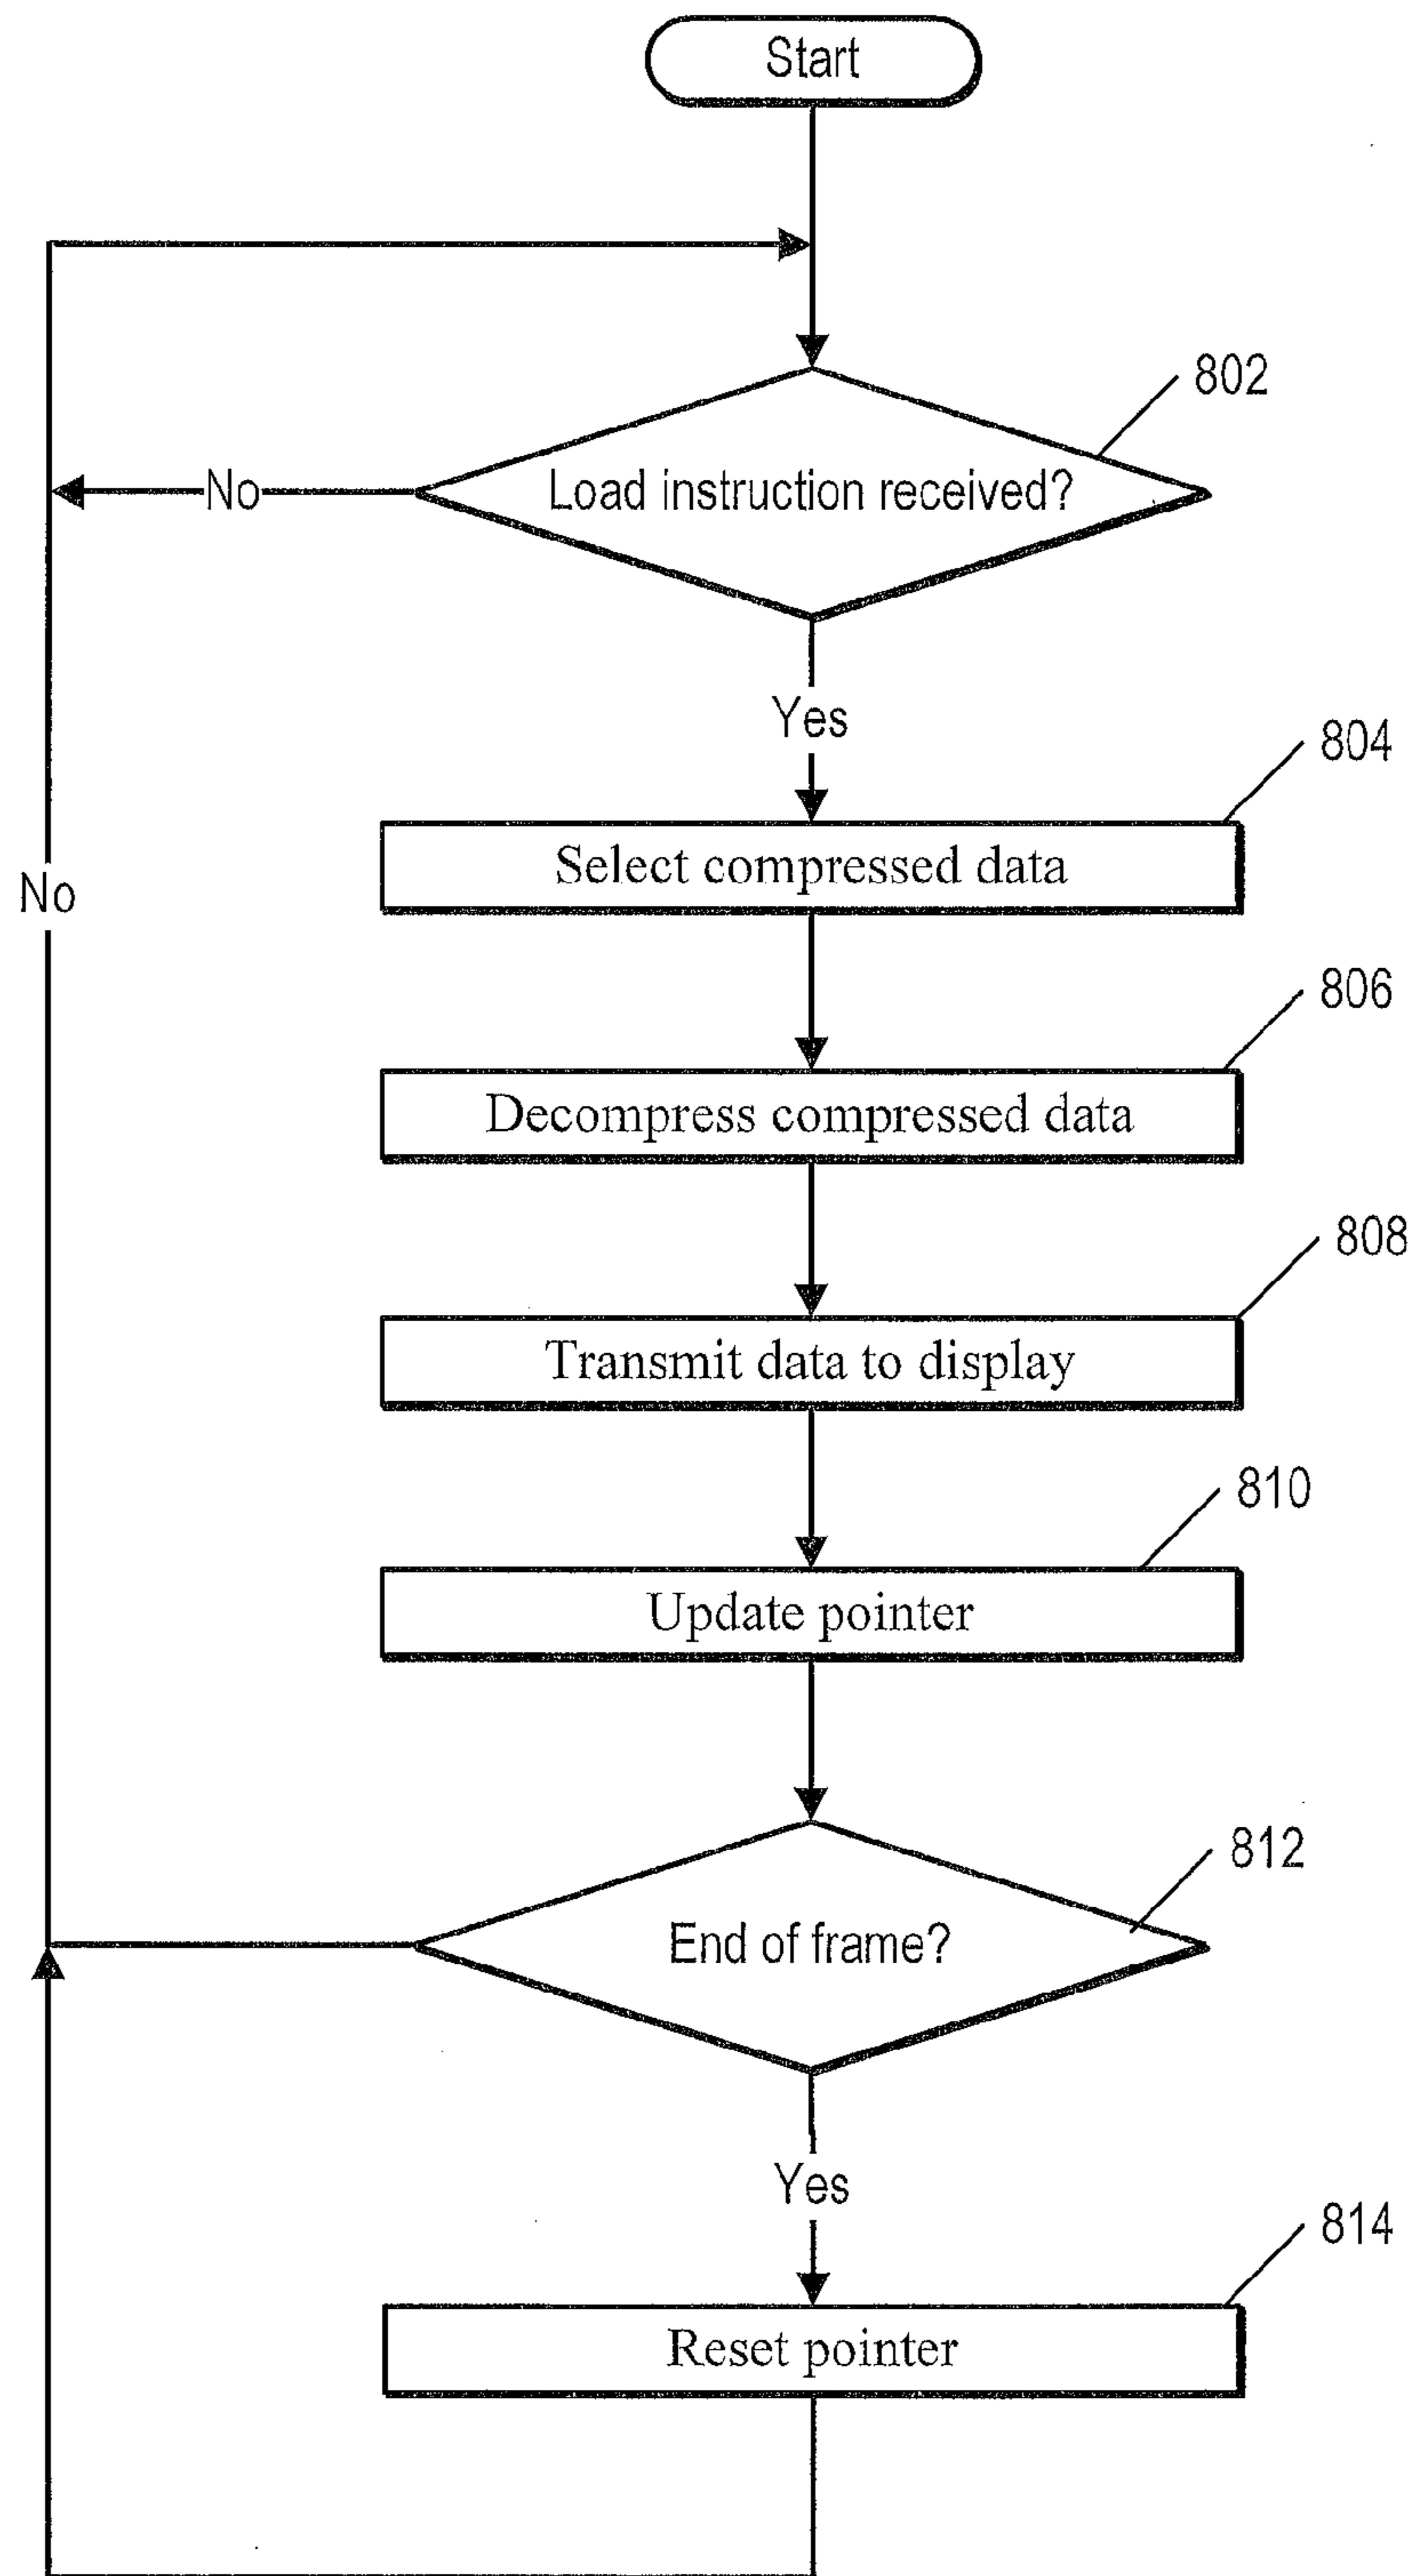 Start
802
Load instruction received?
No
Yes
804
Select compressed data
No
806
Decompress compressed data
808
Transmit data to display
810
Update pointer
812
End of frame?
Yes
814
Reset pointer